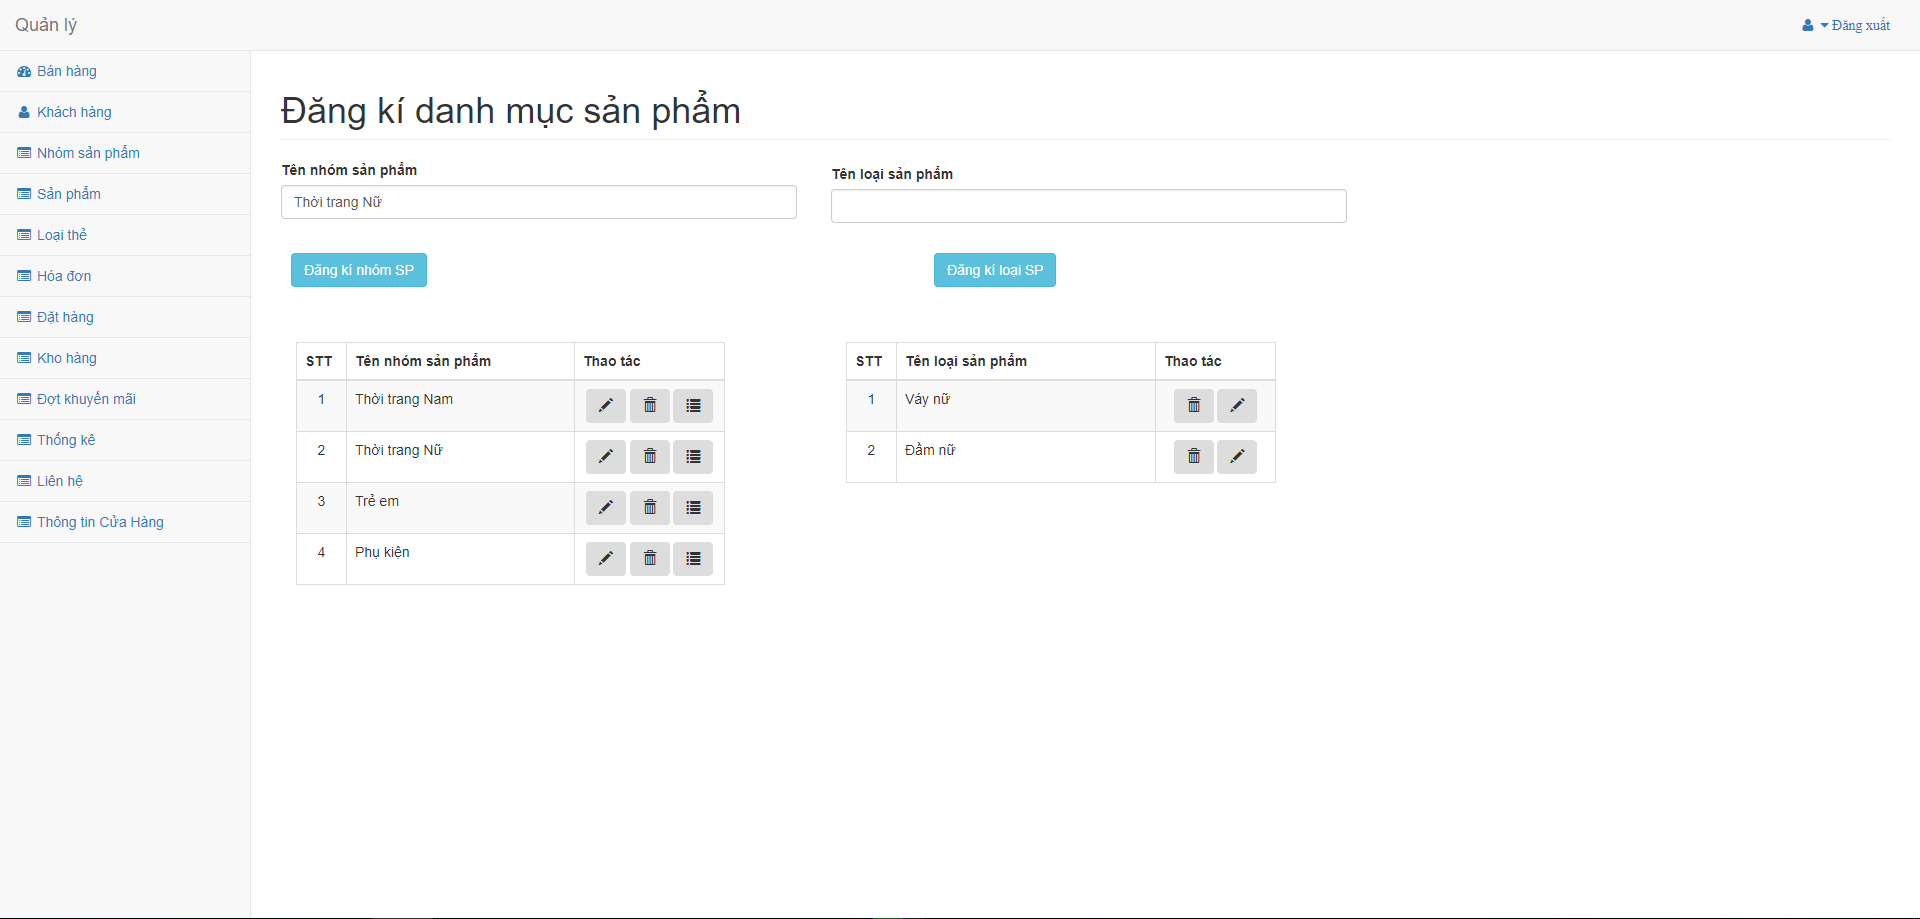 Quản lý
Đăng xuất
Bán hàng
Khách hàng
Nhóm sản phẩm
Sản phẩm
Loại thẻ
Hóa đơn
Đặt hàng
Kho hàng
Đợt khuyến mãi
Thống kê
Liên hệ
Thông tin Cửa Hàng
Đăng kí danh mục sản phẩm
Tên nhóm sản phẩm
Thời trang Nữ
Tên loại sản phẩm
Đăng kí nhóm SP
Đăng kí loại SP
STT Tên nhóm sản phẩm Thao tác
1 Thời trang Nam
2 Thời trang Nữ
3 Trẻ em
4 Phụ kiện
STT Tên loại sản phẩm Thao tác
1 Váy nữ
2 Đầm nữ